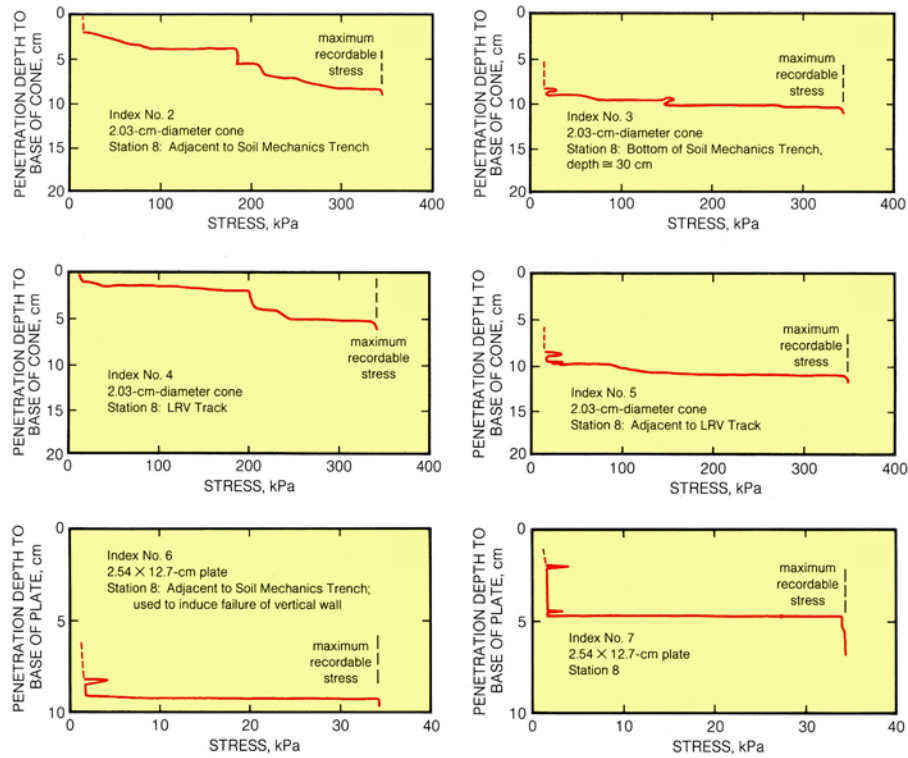 PENETRATION DEPTH TO
BASE OF CONE, cm
0
5
10
15
20
maximum
recordable
stress
Index No. 2
2.03-cm-diameter cone
Station 8: Adjacent to Soil Mechanics Trench
0 100 200 300 400
STRESS, kPa
PENETRATION DEPTH TO
BASE OF CONE, cm
0
5
10
15
20
maximum
recordable
stress
Index No. 3
2.03-cm-diameter cone
Station 8: Bottom of Soil Mechanics Trench,
depth ≅ 30 cm
0 100 200 300 400
STRESS, kPa
PENETRATION DEPTH TO
BASE OF CONE, cm
0
5
10
15
20
maximum
recordable
stress
Index No. 4
2.03-cm-diameter cone
Station 8: LRV Track
0 100 200 300 400
STRESS, kPa
PENETRATION DEPTH TO
BASE OF CONE, cm
0
5
10
15
20
maximum
recordable
stress
Index No. 5
2.03-cm-diameter cone
Station 8: Adjacent to LRV Track
0 100 200 300 400
STRESS, kPa
PENETRATION DEPTH TO
BASE OF PLATE, cm
0
5
10
Index No. 6
2.54 × 12.7-cm plate
Station 8: Adjacent to Soil Mechanics Trench;
used to induce failure of vertical wall
maximum
recordable
stress
0 10 20 30 40
STRESS, kPa
PENETRATION DEPTH TO
BASE OF PLATE, cm
0
5
10
maximum
recordable
stress
Index No. 7
2.54 × 12.7-cm plate
Station 8
0 10 20 30 40
STRESS, kPa